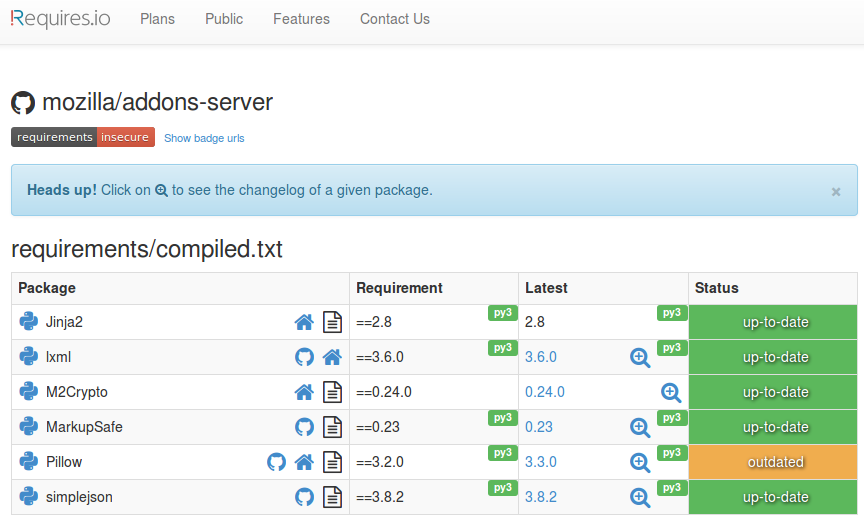 Requires.io Plans Public Features Contact Us
mozilla/addons-server
requirements insecure Show badge urls
Heads up! Click on to see the changelog of a given package. ×
requirements/compiled.txt
Package Requirement Latest Status
Jinja2 ==2.8 py3 2.8 py3 up-to-date
lxml ==3.6.0 py3 3.6.0 py3 up-to-date
M2Crypto ==0.24.0 0.24.0 up-to-date
MarkupSafe ==0.23 py3 0.23 py3 up-to-date
Pillow ==3.2.0 py3 3.3.0 py3 outdated
simplejson ==3.8.2 py3 3.8.2 py3 up-to-date